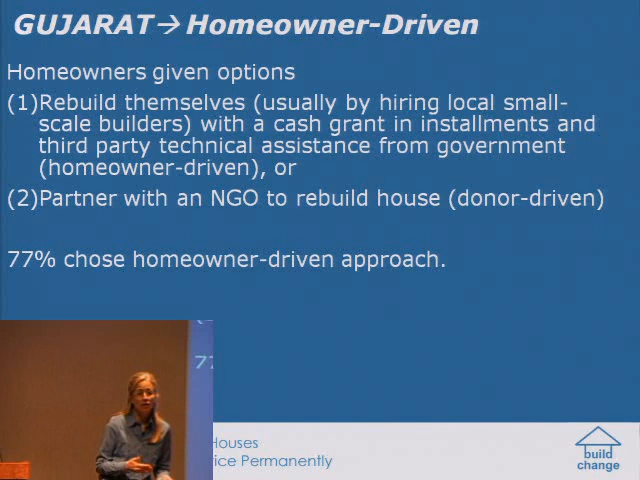 GUJARAT→ Homeowner-Driven
Homeowners given options
(1)Rebuild themselves (usually by hiring local small-
scale builders) with a cash grant in installments and
third party technical assistance from government
(homeowner-driven), or
(2)Partner with an NGO to rebuild house (donor-driven)
77% chose homeowner-driven approach.
77
Houses
ice Permanently
build
change